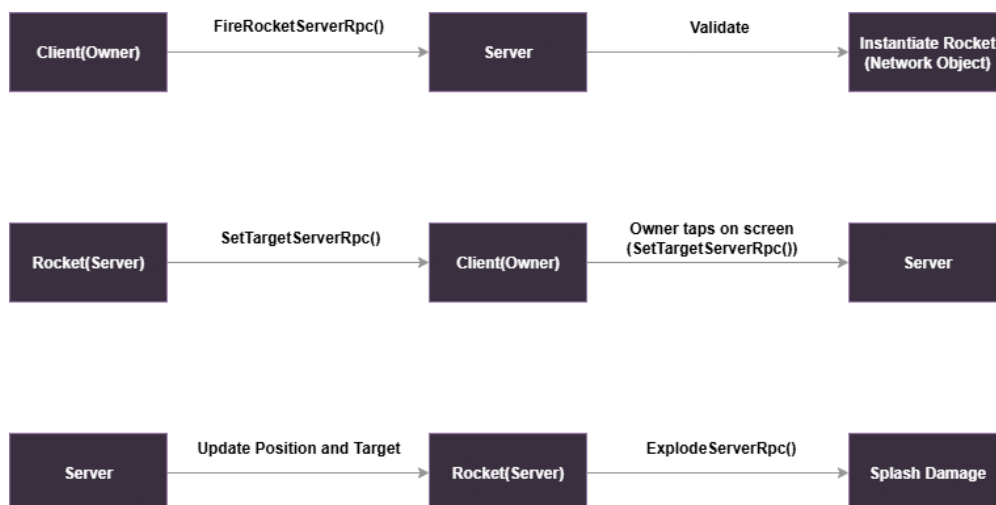 FireRocketServerRpc()
Validate
Client(Owner)
Server
Instantiate Rocket
(Network Object)
SetTargetServerRpc()
Owner taps on screen
(SetTargetServerRpc())
Rocket(Server)
Client(Owner)
Server
Update Position and Target
ExplodeServerRpc()
Server
Rocket(Server)
Splash Damage